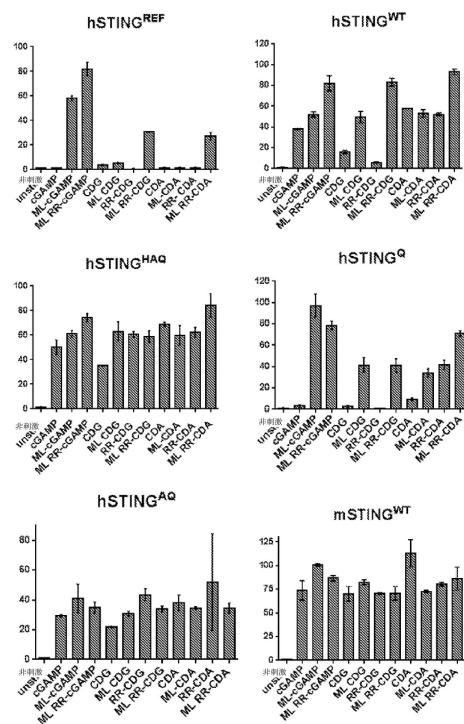 hSTING^REF
100
80
60
40
20
0
非刺激
unst.
cGAMP
ML-cGAMP
ML RR-cGAMP
CDG
ML CDG
RR-CDG
ML RR-CDG
CDA
ML-CDA
RR-CDA
ML RR-CDA
hSTING^WT
120
100
80
60
40
20
0
非刺激
unst.
cGAMP
ML-cGAMP
ML RR-cGAMP
CDG
ML CDG
RR-CDG
ML RR-CDG
CDA
ML-CDA
RR-CDA
ML RR-CDA
hSTING^HAQ
100
80
60
40
20
0
非刺激
unst.
cGAMP
ML-cGAMP
ML RR-cGAMP
CDG
ML CDG
RR-CDG
ML RR-CDG
CDA
ML-CDA
RR-CDA
ML RR-CDA
hSTING^Q
120
100
80
60
40
20
0
非刺激
unst.
cGAMP
ML-cGAMP
ML RR-cGAMP
CDG
ML CDG
RR-CDG
ML RR-CDG
CDA
ML-CDA
RR-CDA
ML RR-CDA
hSTING^AQ
80
60
40
20
0
非刺激
unst.
cGAMP
ML-cGAMP
ML RR-cGAMP
CDG
ML CDG
RR-CDG
ML RR-CDG
CDA
ML-CDA
RR-CDA
ML RR-CDA
mSTING^WT
125
100
75
50
25
0
非刺激
unst.
cGAMP
ML-cGAMP
ML RR-cGAMP
CDG
ML CDG
RR-CDG
ML RR-CDG
CDA
ML-CDA
RR-CDA
ML RR-CDA